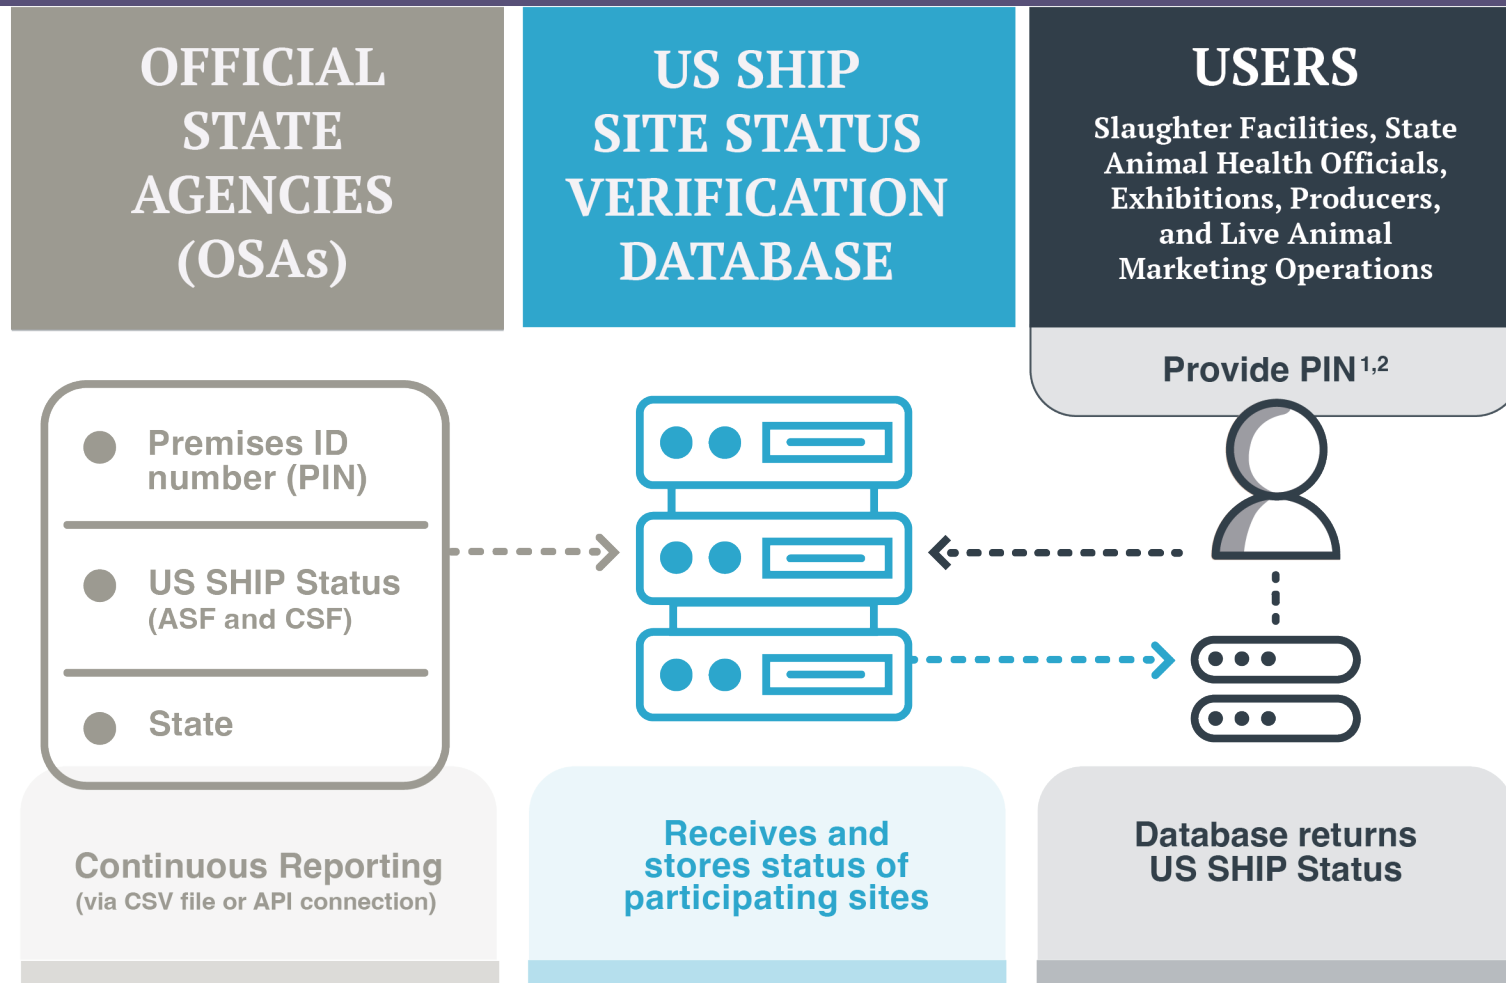 OFFICIAL
STATE
AGENCIES
(OSAs)
US SHIP
SITE STATUS
VERIFICATION
DATABASE
USERS
Slaughter Facilities, State
Animal Health Officials,
Exhibitions, Producers,
and Live Animal
Marketing Operations
Provide PIN¹,²
Premises ID
number (PIN)
US SHIP Status
(ASF and CSF)
State
Continuous Reporting
(via CSV file or API connection)
Receives and
stores status of
participating sites
Database returns
US SHIP Status